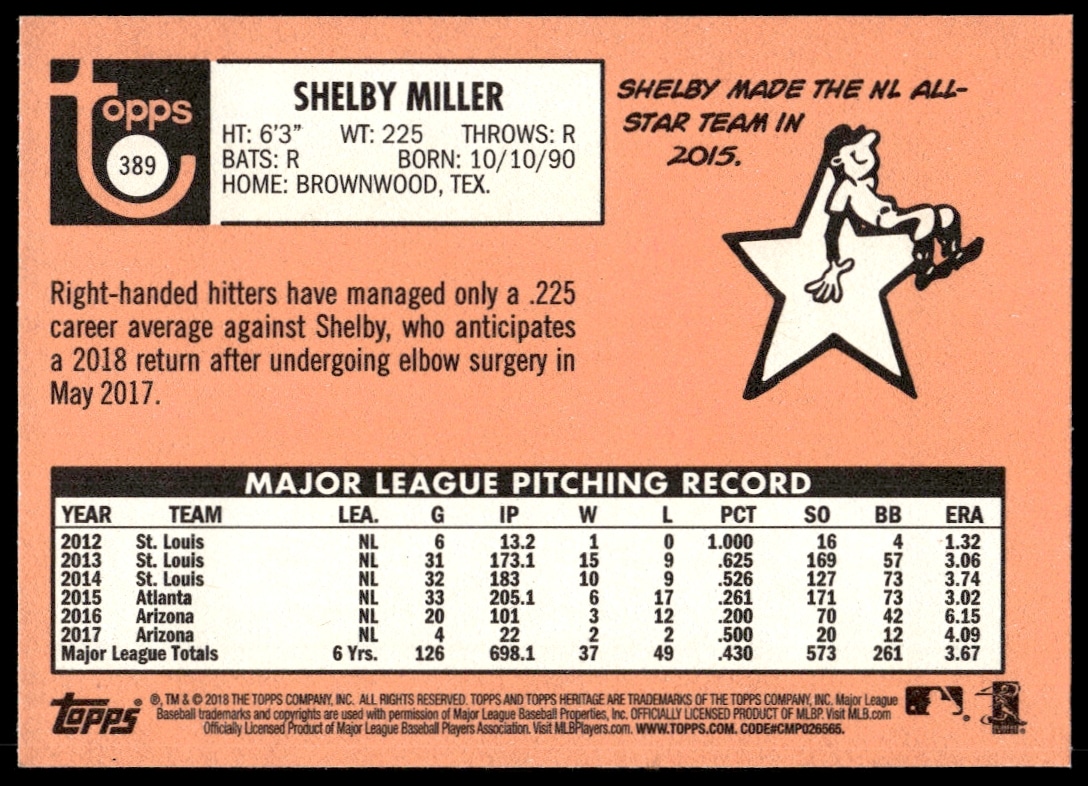 topps
389
SHELBY MILLER
HT: 6'3" WT: 225 THROWS: R
BATS: R BORN: 10/10/90
HOME: BROWNWOOD, TEX.
SHELBY MADE THE NL ALL-
STAR TEAM IN
2015.
Right-handed hitters have managed only a .225
career average against Shelby, who anticipates
a 2018 return after undergoing elbow surgery in
May 2017.
MAJOR LEAGUE PITCHING RECORD
YEAR TEAM LEA. G IP W L PCT SO BB ERA
2012 St. Louis NL 6 13.2 1 0 1.000 16 4 1.32
2013 St. Louis NL 31 173.1 15 9 .625 169 57 3.06
2014 St. Louis NL 32 183 10 9 .526 127 73 3.74
2015 Atlanta NL 33 205.1 6 17 .261 171 73 3.02
2016 Arizona NL 20 101 3 12 .200 70 42 6.15
2017 Arizona NL 4 22 2 2 .500 20 12 4.09
Major League Totals 6 Yrs. 126 698.1 37 49 .430 573 261 3.67
topps®
®, TM & © 2018 THE TOPPS COMPANY, INC. ALL RIGHTS RESERVED. TOPPS AND TOPPS HERITAGE ARE TRADEMARKS OF THE TOPPS COMPANY, INC. Major League
Baseball trademarks and copyrights are used with permission of Major League Baseball Properties, Inc. OFFICIALLY LICENSED PRODUCT OF MLBP. Visit MLB.com
Officially Licensed Product of Major League Baseball Players Association. Visit MLBPlayers.com. WWW.TOPPS.COM. CODE#CMP026565.